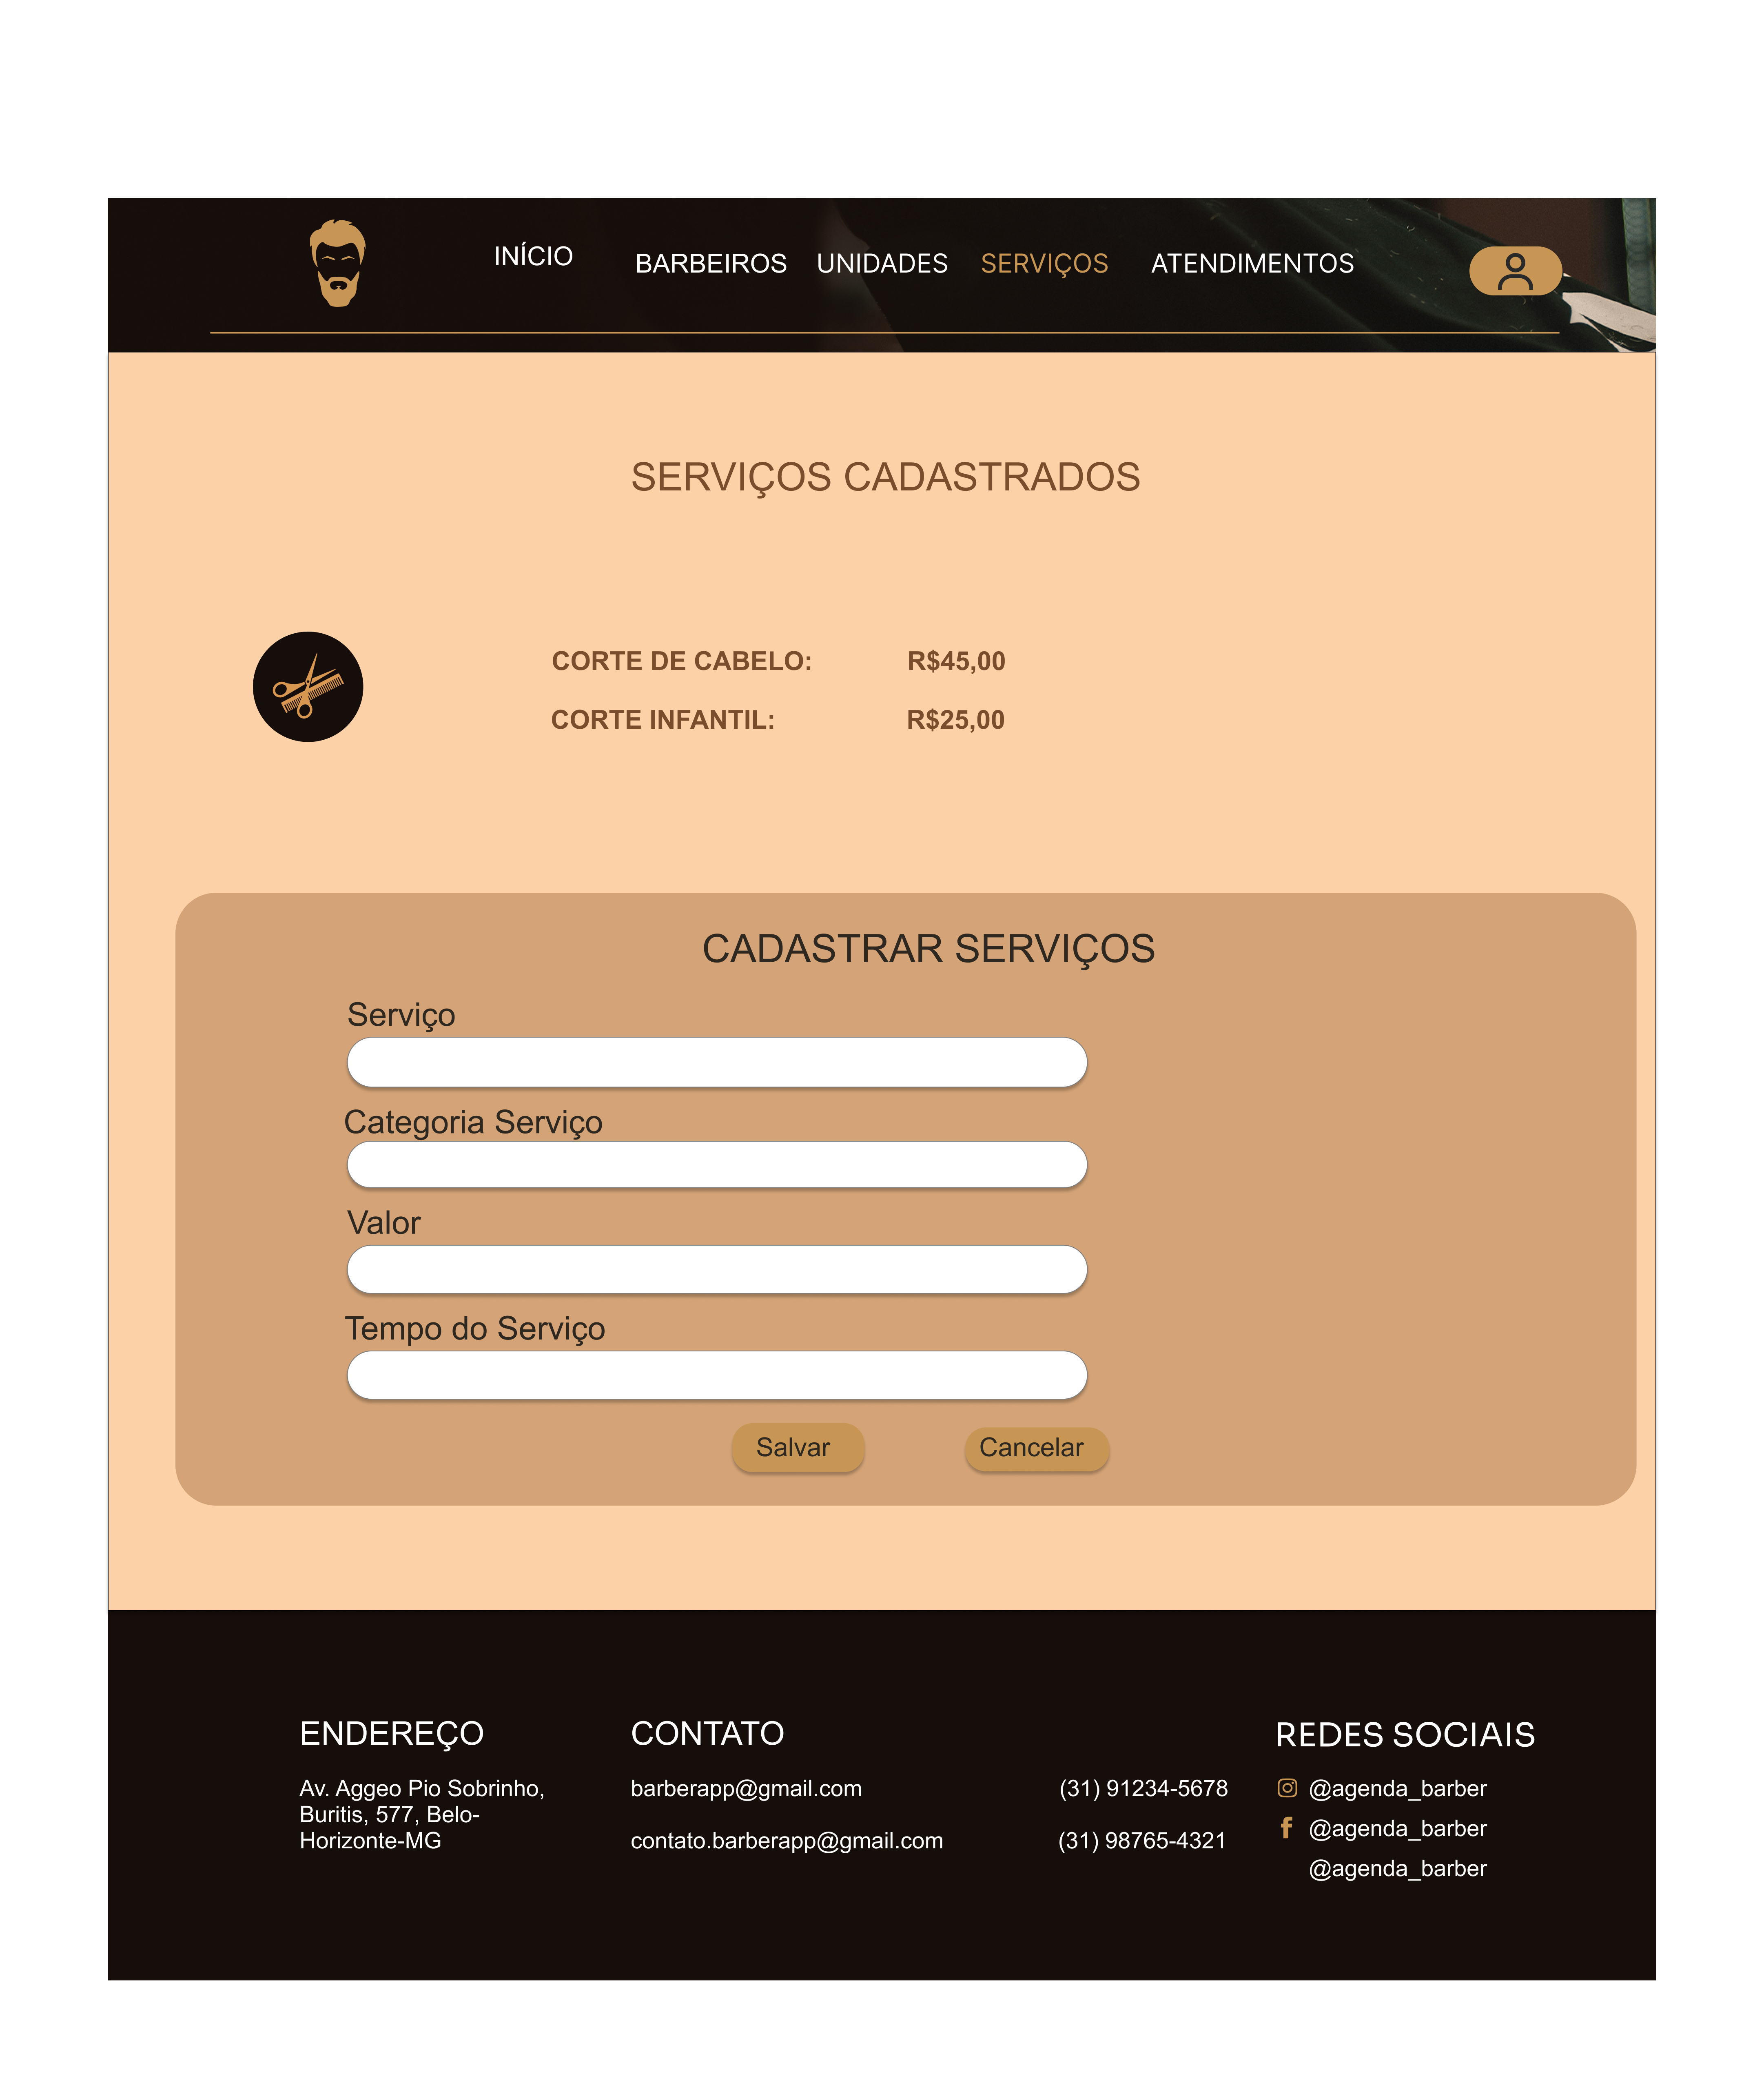 INÍCIO BARBEIROS UNIDADES SERVIÇOS ATENDIMENTOS
SERVIÇOS CADASTRADOS
CORTE DE CABELO: R$45,00
CORTE INFANTIL: R$25,00
CADASTRAR SERVIÇOS
Serviço
Categoria Serviço
Valor
Tempo do Serviço
Salvar Cancelar
ENDEREÇO
Av. Aggeo Pio Sobrinho,
Buritis, 577, Belo-
Horizonte-MG
CONTATO
barberapp@gmail.com (31) 91234-5678
contato.barberapp@gmail.com (31) 98765-4321
REDES SOCIAIS
@agenda_barber
@agenda_barber
@agenda_barber